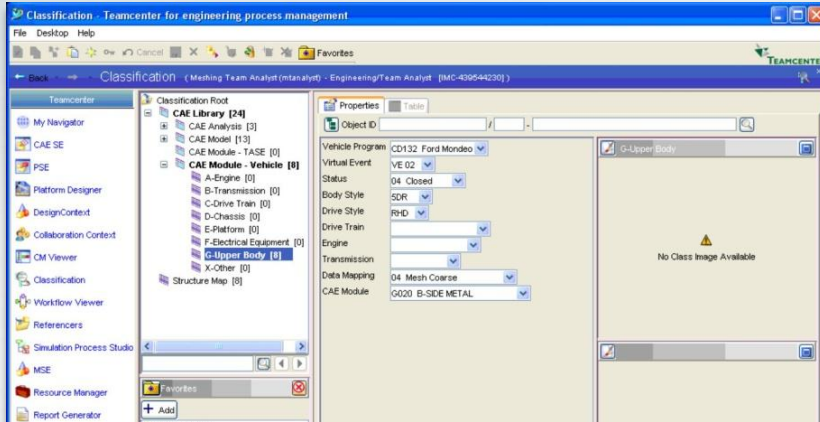 Classification - Teamcenter for engineering process management
File Desktop Help
Cancel Favorites
TEAMCENTE
Back Classification ( Meshing Team Analyst (mtanalyst) - Engineering/Team Analyst [IMC-439544230] )
Teamcenter
My Navigator
CAE SE
PSE
Platform Designer
DesignContext
Collaboration Context
CM Viewer
Classification
Workflow Viewer
Referencers
Simulation Process Studio
MSE
Resource Manager
Report Generator
Classification Root
CAE Library [24]
CAE Analysis [3]
CAE Model [13]
CAE Module - TASE [0]
CAE Module - Vehicle [8]
A-Engine [0]
B-Transmission [0]
C-Drive Train [0]
D-Chassis [0]
E-Platform [0]
F-Electrical Equipment [0]
G-Upper Body [8]
X-Other [0]
Structure Map [8]
Favorites
+ Add
Properties Table
Object ID / -
Vehicle Program CD132 Ford Mondeo
Virtual Event VE 02
Status 04 Closed
Body Style 5DR
Drive Style RHD
Drive Train
Engine
Transmission
Data Mapping 04 Mesh Coarse
CAE Module G020 B-SIDE METAL
G-Upper Body
No Class Image Available